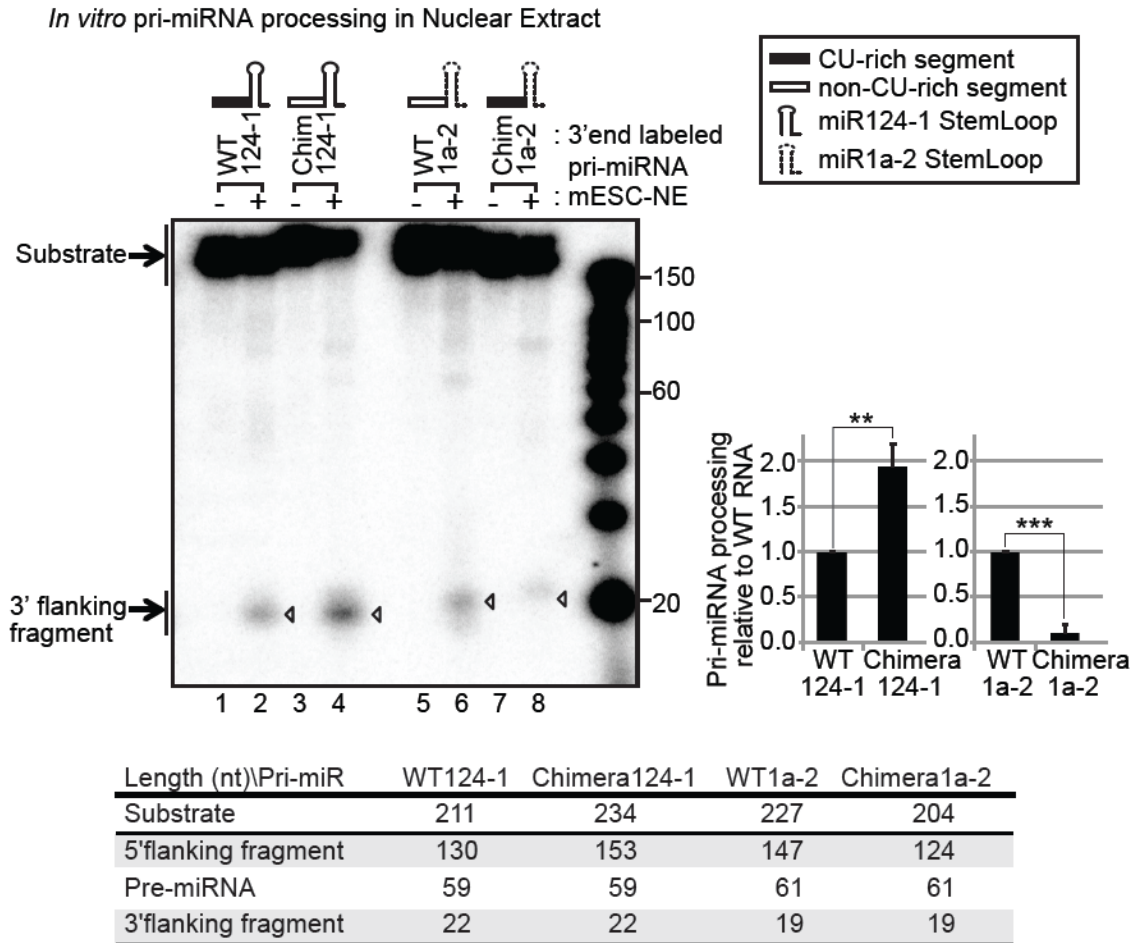 In vitro pri-miRNA processing in Nuclear Extract
CU-rich segment
non-CU-rich segment
miR124-1 StemLoop
miR1a-2 StemLoop
WT 124-1
Chim 124-1
WT 1a-2
Chim 1a-2
: 3'end labeled
pri-miRNA
- + - + - + - + : mESC-NE
Substrate
150
100
60
20
3' flanking
fragment
1 2 3 4 5 6 7 8
Pri-miRNA processing
relative to WT RNA
** 
***
2.0 2.0
1.5 1.5
1.0 1.0
0.5 0.5
0.0 0.0
WT Chimera WT Chimera
124-1 124-1 1a-2 1a-2
Length (nt)\Pri-miR WT124-1 Chimera124-1 WT1a-2 Chimera1a-2
Substrate 211 234 227 204
5'flanking fragment 130 153 147 124
Pre-miRNA 59 59 61 61
3'flanking fragment 22 22 19 19